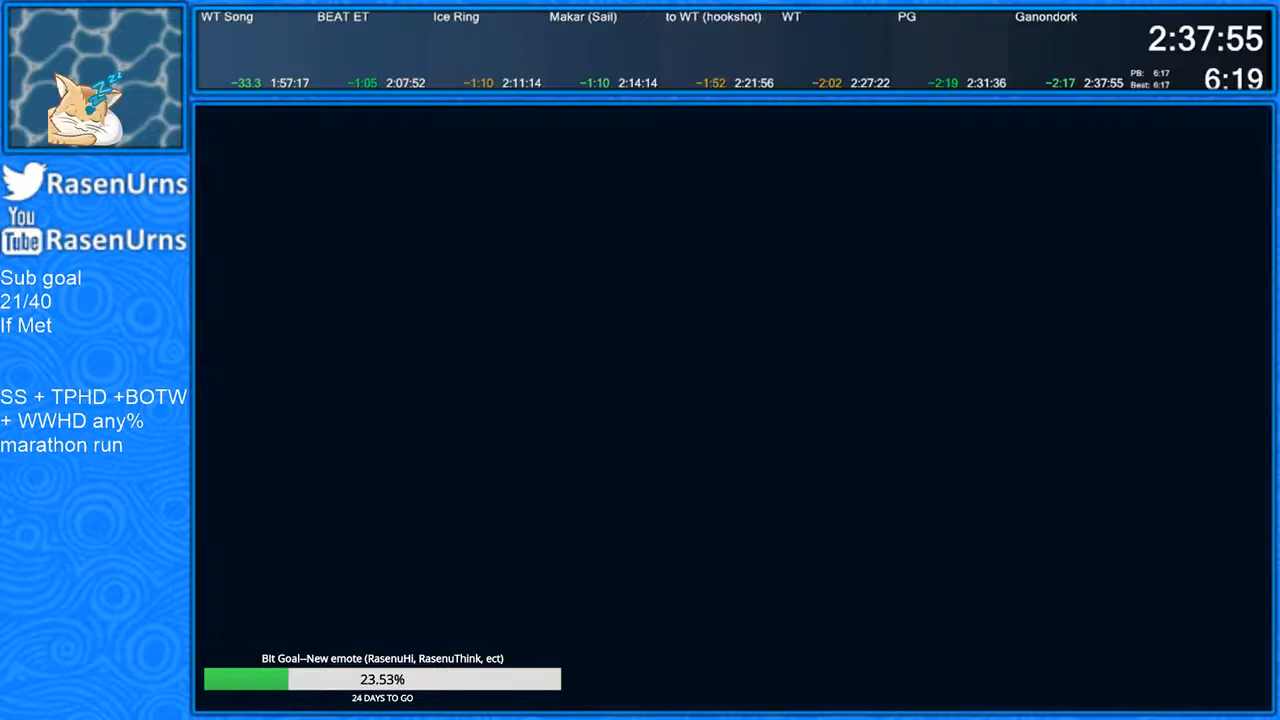 WT Song BEAT ET Ice Ring Makar (Sail) to WT (hookshot) WT PG Ganondork
−33.3 1:57:17 −1:05 2:07:52 −1:10 2:11:14 −1:10 2:14:14 −1:52 2:21:56 −2:02 2:27:22 −2:19 2:31:36 −2:17 2:37:55
2:37:55
PB: 6:17
Best: 6:17
6:19
zzz
RasenUrns
You
Tube RasenUrns
Sub goal
21/40
If Met
SS + TPHD +BOTW
+ WWHD any%
marathon run
Bit Goal--New emote (RasenuHi, RasenuThink, ect)
23.53%
24 DAYS TO GO